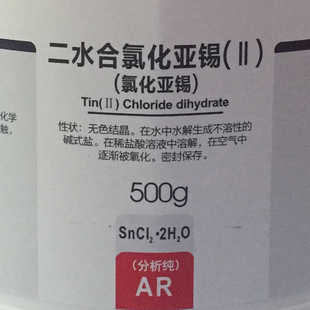 二水合氯化亚锡(Ⅱ)
(氯化亚锡)
Tin(Ⅱ) Chloride dihydrate
化学
触，
性状：无色结晶。在水中水解生成不溶性的
碱式盐。在稀盐酸溶液中溶解，在空气中
逐渐被氧化。密封保存。
500g
SnCl₂·2H₂O
(分析纯)
AR